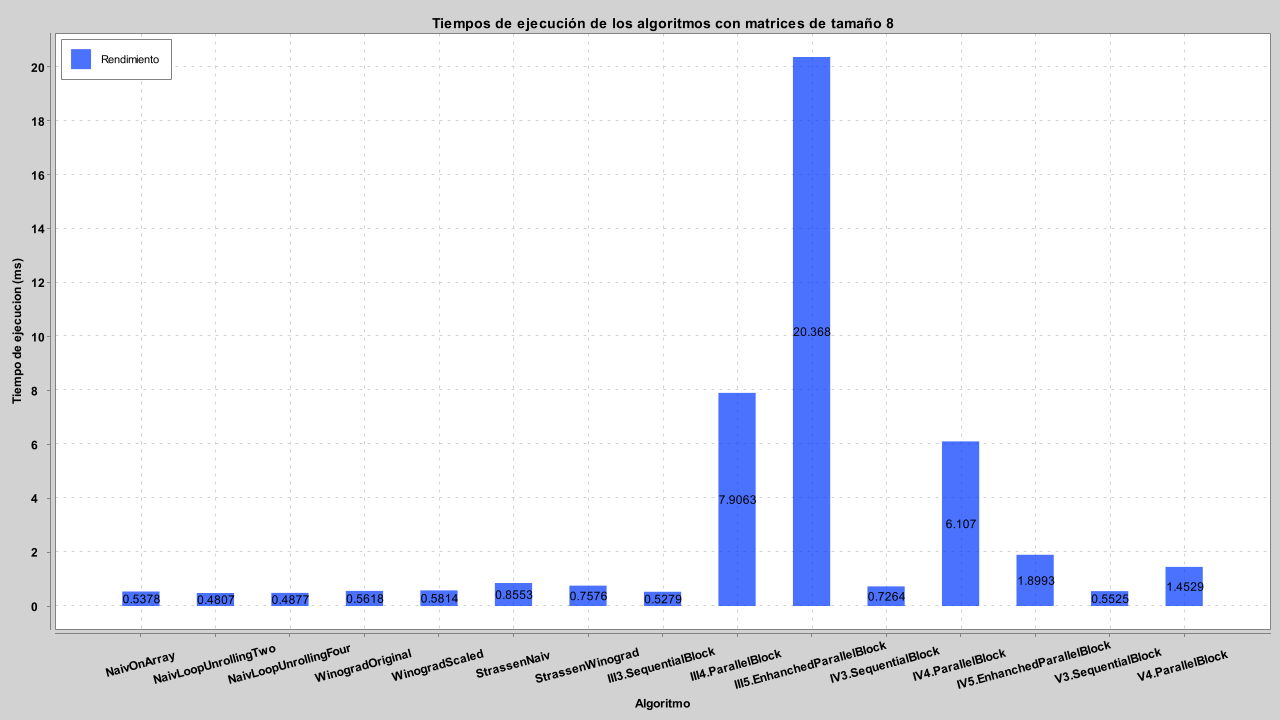 Tiempos de ejecución de los algoritmos con matrices de tamaño 8
Rendimiento
Tiempo de ejecucion (ms)
20
18
16
14
12
10
8
6
4
2
0
0.5378
0.4807
0.4877
0.5618
0.5814
0.8553
0.7576
0.5279
7.9063
20.368
0.7264
6.107
1.8993
0.5525
1.4529
NaivOnArray
NaivLoopUnrollingTwo
NaivLoopUnrollingFour
WinogradOriginal
WinogradScaled
StrassenNaiv
StrassenWinograd
III3.SequentialBlock
III4.ParallelBlock
III5.EnhanchedParallelBlock
IV3.SequentialBlock
IV4.ParallelBlock
IV5.EnhanchedParallelBlock
V3.SequentialBlock
V4.ParallelBlock
Algoritmo